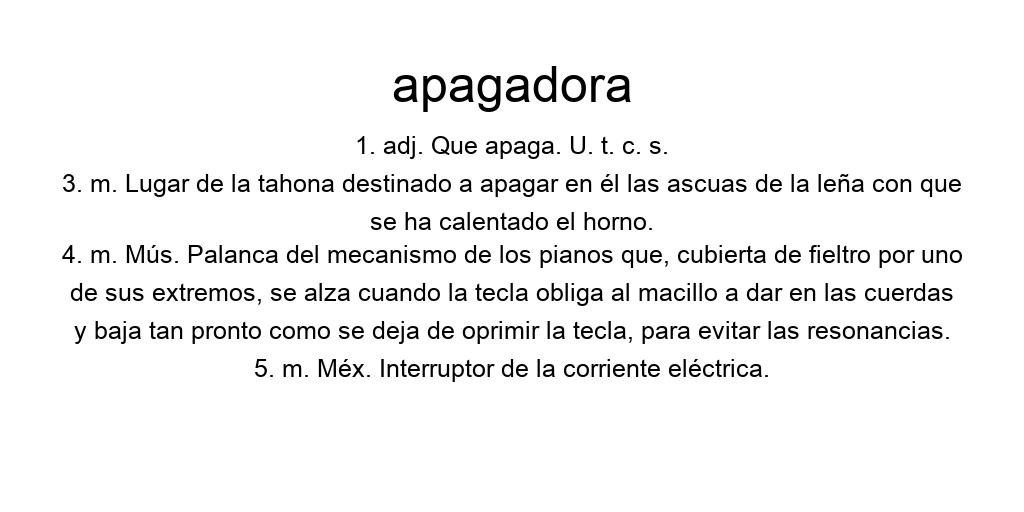 apagadora
1. adj. Que apaga. U. t. c. s.
3. m. Lugar de la tahona destinado a apagar en él las ascuas de la leña con que
se ha calentado el horno.
4. m. Mús. Palanca del mecanismo de los pianos que, cubierta de fieltro por uno
de sus extremos, se alza cuando la tecla obliga al macillo a dar en las cuerdas
y baja tan pronto como se deja de oprimir la tecla, para evitar las resonancias.
5. m. Méx. Interruptor de la corriente eléctrica.